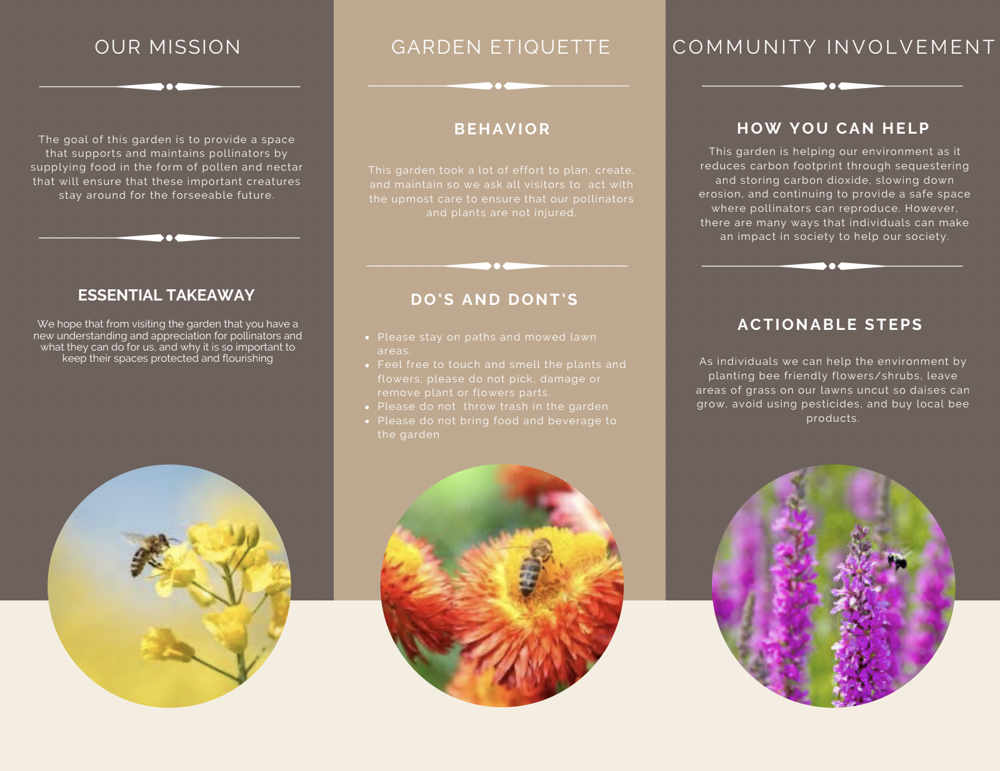 OUR MISSION
The goal of this garden is to provide a space
that supports and maintains pollinators by
supplying food in the form of pollen and nectar
that will ensure that these important creatures
stay around for the forseeable future.
ESSENTIAL TAKEAWAY
We hope that from visiting the garden that you have a
new understanding and appreciation for pollinators and
what they can do for us, and why it is so important to
keep their spaces protected and flourishing
GARDEN ETIQUETTE
BEHAVIOR
This garden took a lot of effort to plan, create,
and maintain so we ask all visitors to  act with
the upmost care to ensure that our pollinators
and plants are not injured.
DO'S AND DONT'S
• Please stay on paths and mowed lawn
areas.
• Feel free to touch and smell the plants and
flowers; please do not pick, damage or
remove plant or flowers parts.
• Please do not  throw trash in the garden
• Please do not bring food and beverage to
the garden
COMMUNITY INVOLVEMENT
HOW YOU CAN HELP
This garden is helping our environment as it
reduces carbon footprint through sequestering
and storing carbon dioxide, slowing down
erosion, and continuing to provide a safe space
where pollinators can reproduce. However,
there are many ways that individuals can make
an impact in society to help our society.
ACTIONABLE STEPS
As individuals we can help the environment by
planting bee friendly flowers/shrubs, leave
areas of grass on our lawns uncut so daises can
grow, avoid using pesticides, and buy local bee
products.